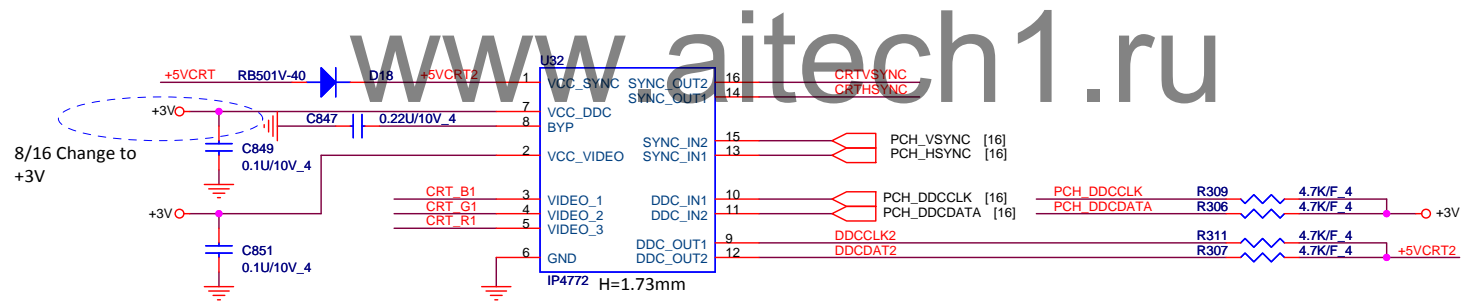 www.aitech1.ru
U32
+5VCRT RB501V-40 D18 +5VCRT2 1 VCC_SYNC SYNC_OUT2 16 CRTVSYNC
SYNC_OUT1 14 CRTHSYNC
+3V 7 VCC_DDC
C847 0.22U/10V_4 8 BYP
SYNC_IN2 15 PCH_VSYNC [16]
8/16 Change to
+3V
C849
0.1U/10V_4
2 VCC_VIDEO SYNC_IN1 13 PCH_HSYNC [16]
CRT_B1 3 VIDEO_1 DDC_IN1 10 PCH_DDCCLK [16] PCH_DDCCLK R309 4.7K/F_4
+3V CRT_G1 4 VIDEO_2 DDC_IN2 11 PCH_DDCDATA [16] PCH_DDCDATA R306 4.7K/F_4 +3V
CRT_R1 5 VIDEO_3
DDC_OUT1 9 DDCCLK2 R311 4.7K/F_4
C851
0.1U/10V_4
6 GND DDC_OUT2 12 DDCDAT2 R307 4.7K/F_4 +5VCRT2
IP4772 H=1.73mm